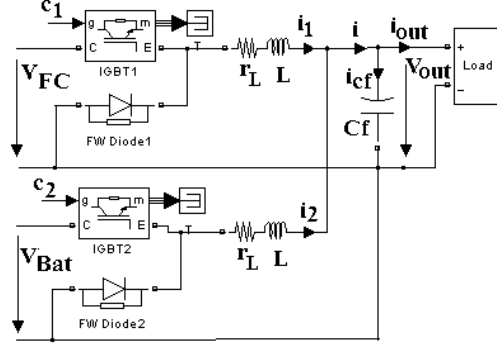 c1
g m
C E
IGBT1
T
VFC
FW Diode1
rL L
i1
i
iout
icf
Cf
Vout
+
−
Load
c2
g m
C E
IGBT2
T
VBat
FW Diode2
rL L
i2